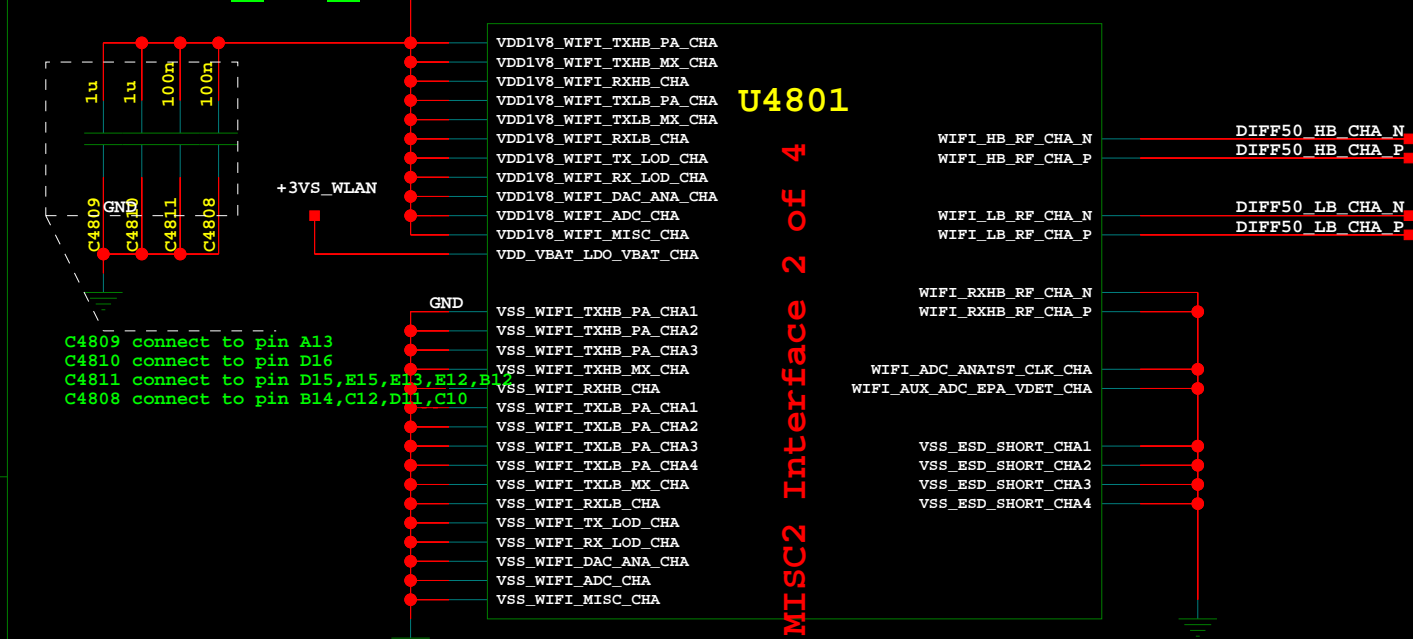 VDD1V8_WIFI_TXHB_PA_CHA
VDD1V8_WIFI_TXHB_MX_CHA
VDD1V8_WIFI_RXHB_CHA
VDD1V8_WIFI_TXLB_PA_CHA
VDD1V8_WIFI_TXLB_MX_CHA
VDD1V8_WIFI_RXLB_CHA
VDD1V8_WIFI_TX_LOD_CHA
VDD1V8_WIFI_RX_LOD_CHA
VDD1V8_WIFI_DAC_ANA_CHA
VDD1V8_WIFI_ADC_CHA
VDD1V8_WIFI_MISC_CHA
VDD_VBAT_LDO_VBAT_CHA
1u
1u
100n
100n
C4809
C4810
C4811
C4808
GND
+3VS_WLAN
C4809 connect to pin A13
C4810 connect to pin D16
C4811 connect to pin D15,E15,E13,E12,B12
C4808 connect to pin B14,C12,D11,C10
GND
VSS_WIFI_TXHB_PA_CHA1
VSS_WIFI_TXHB_PA_CHA2
VSS_WIFI_TXHB_PA_CHA3
VSS_WIFI_TXHB_MX_CHA
VSS_WIFI_RXHB_CHA
VSS_WIFI_TXLB_PA_CHA1
VSS_WIFI_TXLB_PA_CHA2
VSS_WIFI_TXLB_PA_CHA3
VSS_WIFI_TXLB_PA_CHA4
VSS_WIFI_TXLB_MX_CHA
VSS_WIFI_RXLB_CHA
VSS_WIFI_TX_LOD_CHA
VSS_WIFI_RX_LOD_CHA
VSS_WIFI_DAC_ANA_CHA
VSS_WIFI_ADC_CHA
VSS_WIFI_MISC_CHA
U4801
MISC2 Interface 2 of 4
WIFI_HB_RF_CHA_N
WIFI_HB_RF_CHA_P
WIFI_LB_RF_CHA_N
WIFI_LB_RF_CHA_P
WIFI_RXHB_RF_CHA_N
WIFI_RXHB_RF_CHA_P
WIFI_ADC_ANATST_CLK_CHA
WIFI_AUX_ADC_EPA_VDET_CHA
VSS_ESD_SHORT_CHA1
VSS_ESD_SHORT_CHA2
VSS_ESD_SHORT_CHA3
VSS_ESD_SHORT_CHA4
DIFF50_HB_CHA_N
DIFF50_HB_CHA_P
DIFF50_LB_CHA_N
DIFF50_LB_CHA_P